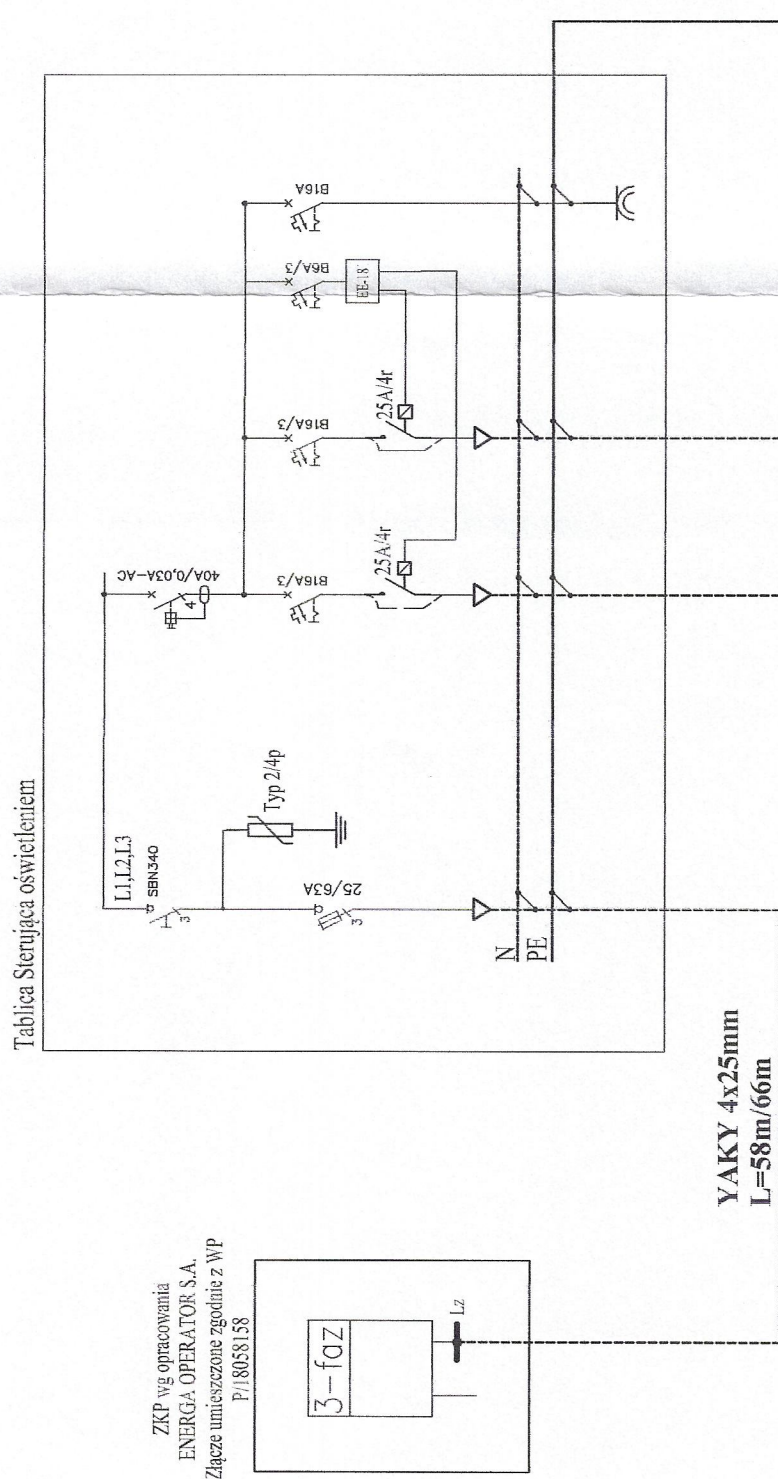 Tablica Sterująca oświetleniem
L1,L2,L3
SBN340
3
Typ 2/4p
25/63A
3
40A/0,03A-AC
4
B16A/3
25A/4r
B16A/3
25A/4r
B6A/3
EE-18
B16A
N
PE
ZKP wg opracowania
ENERGA OPERATOR S.A.
Złącze umieszczone zgodnie z WP
P/18058158
3-faz
Lz
YAKY 4x25mm
L=58m/66m